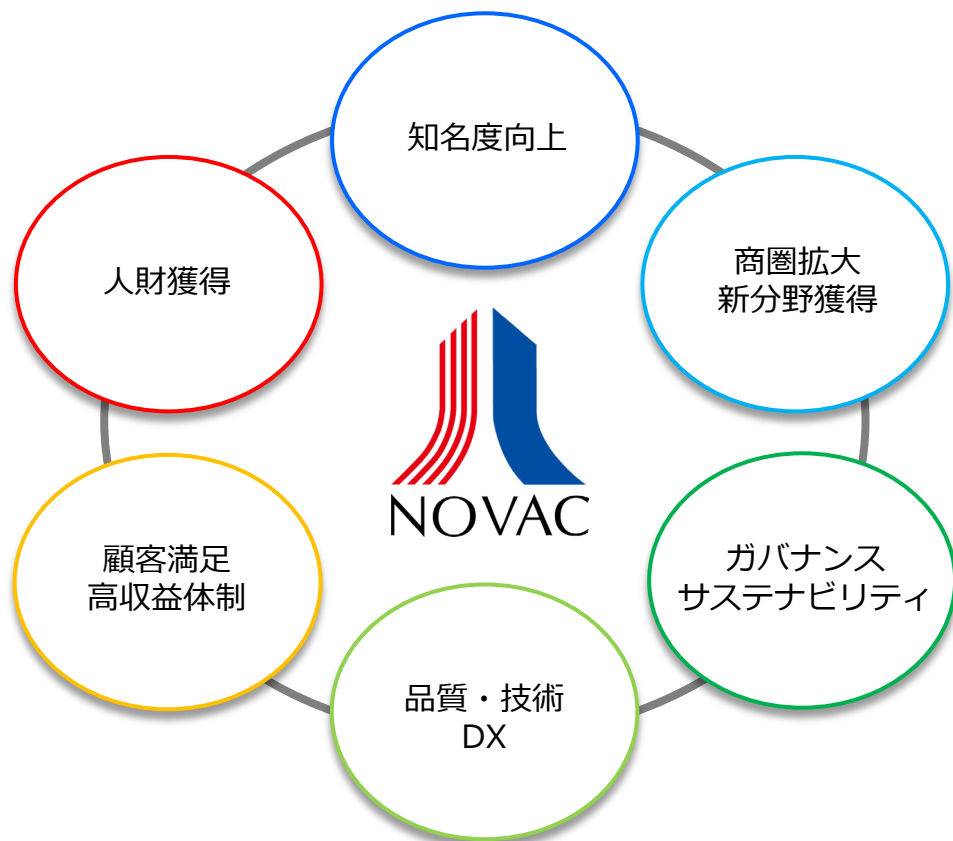 知名度向上
商圏拡大
新分野獲得
人財獲得
NOVAC
顧客満足
高収益体制
ガバナンス
サステナビリティ
品質・技術
DX